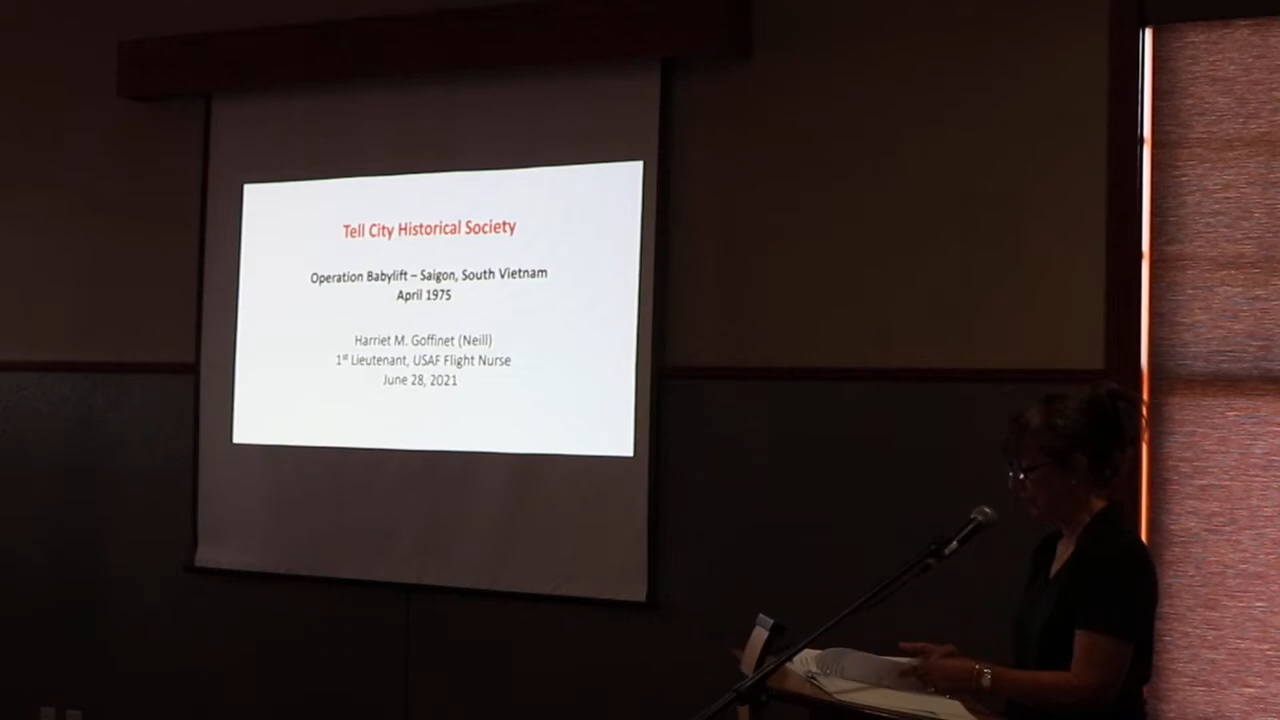 Tell City Historical Society
Operation Babylift – Saigon, South Vietnam
April 1975
Harriet M. Goffinet (Neill)
1st Lieutenant, USAF Flight Nurse
June 28, 2021